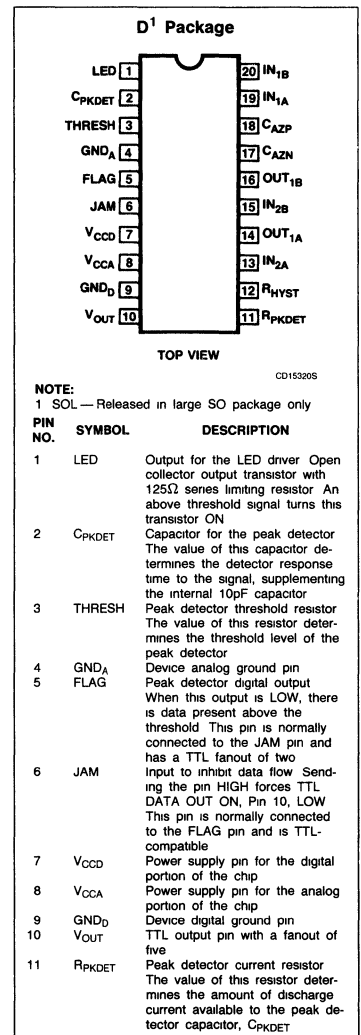 D¹ Package
LED 1
CPKDET 2
THRESH 3
GNDA 4
FLAG 5
JAM 6
VCCD 7
VCCA 8
GNDD 9
VOUT 10
20 IN1B
19 IN1A
18 CAZP
17 CAZN
16 OUT1B
15 IN2B
14 OUT1A
13 IN2A
12 RHYST
11 RPKDET
TOP VIEW
CD15320S
NOTE:
1 SOL — Released in large SO package only
PIN NO. SYMBOL DESCRIPTION
1 LED Output for the LED driver Open
collector output transistor with
125Ω series limiting resistor An
above threshold signal turns this
transistor ON
2 CPKDET Capacitor for the peak detector
The value of this capacitor de-
termines the detector response
time to the signal, supplementing
the internal 10pF capacitor
3 THRESH Peak detector threshold resistor
The value of this resistor deter-
mines the threshold level of the
peak detector
4 GNDA Device analog ground pin
5 FLAG Peak detector digital output
When this output is LOW, there
is data present above the
threshold This pin is normally
connected to the JAM pin and
has a TTL fanout of two
6 JAM Input to inhibit data flow Send-
ing the pin HIGH forces TTL
DATA OUT ON, Pin 10, LOW
This pin is normally connected
to the FLAG pin and is TTL-
compatible
7 VCCD Power supply pin for the digital
portion of the chip
8 VCCA Power supply pin for the analog
portion of the chip
9 GNDD Device digital ground pin
10 VOUT TTL output pin with a fanout of
five
11 RPKDET Peak detector current resistor
The value of this resistor deter-
mines the amount of discharge
current available to the peak de-
tector capacitor, CPKDET